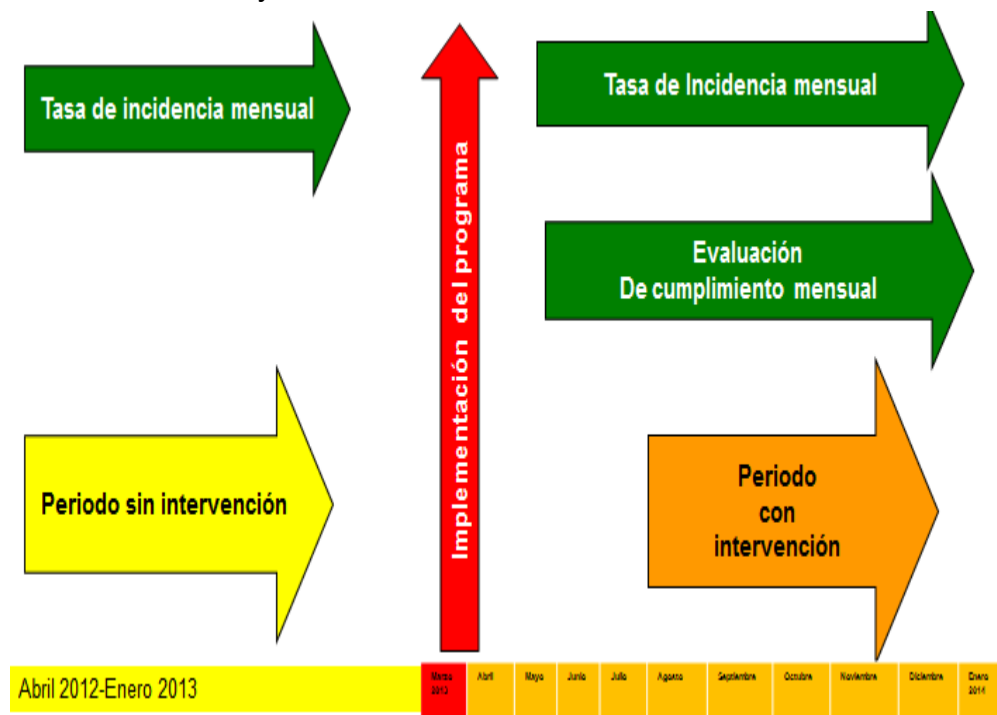 Tasa de incidencia mensual
Tasa de Incidencia mensual
Implementación del programa
Evaluación
De cumplimiento mensual
Periodo sin intervención
Periodo
con
intervención
Abril 2012-Enero 2013
Marzo
2013
Abril
Mayo
Junio
Julio
Agosto
Septiembre
Octubre
Noviembre
Diciembre
Enero
2014